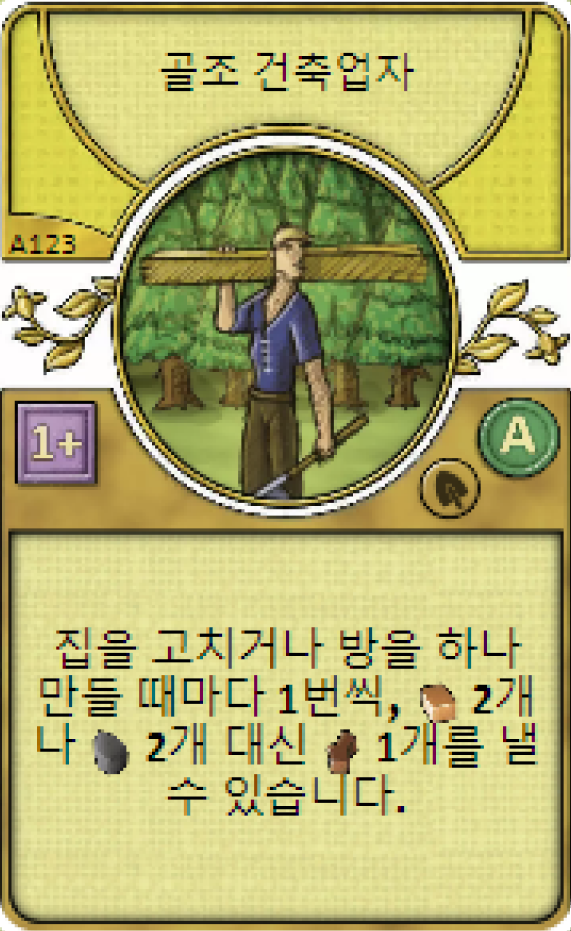 골조 건축업자
A123
1+
A
집을 고치거나 방을 하나
만들 때마다 1번씩, 2개
나 2개 대신 1개를 낼
수 있습니다.